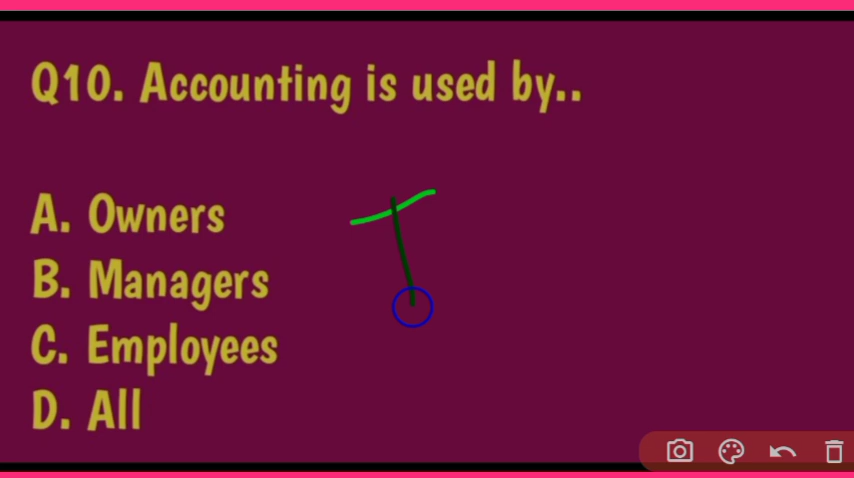 Q10. Accounting is used by..
A. Owners
B. Managers
C. Employees
D. All